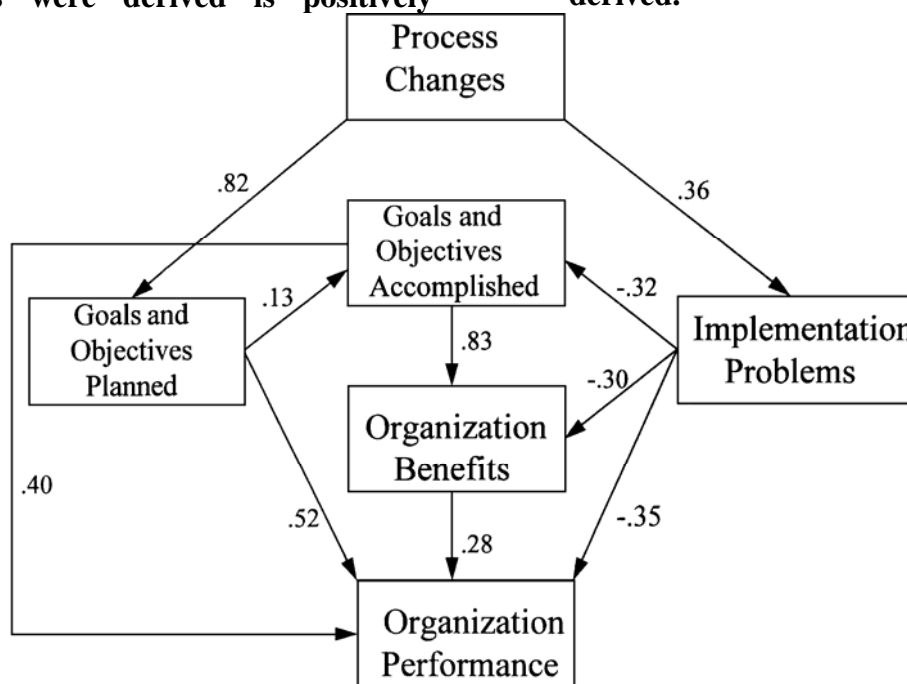 were derived is positively derived.
Process
Changes
.82
.36
Goals and
Objectives
Accomplished
.13
-.32
Goals and
Objectives
Planned
Implementation
Problems
.83
-.30
Organization
Benefits
.40
.52
.28
-.35
Organization
Performance